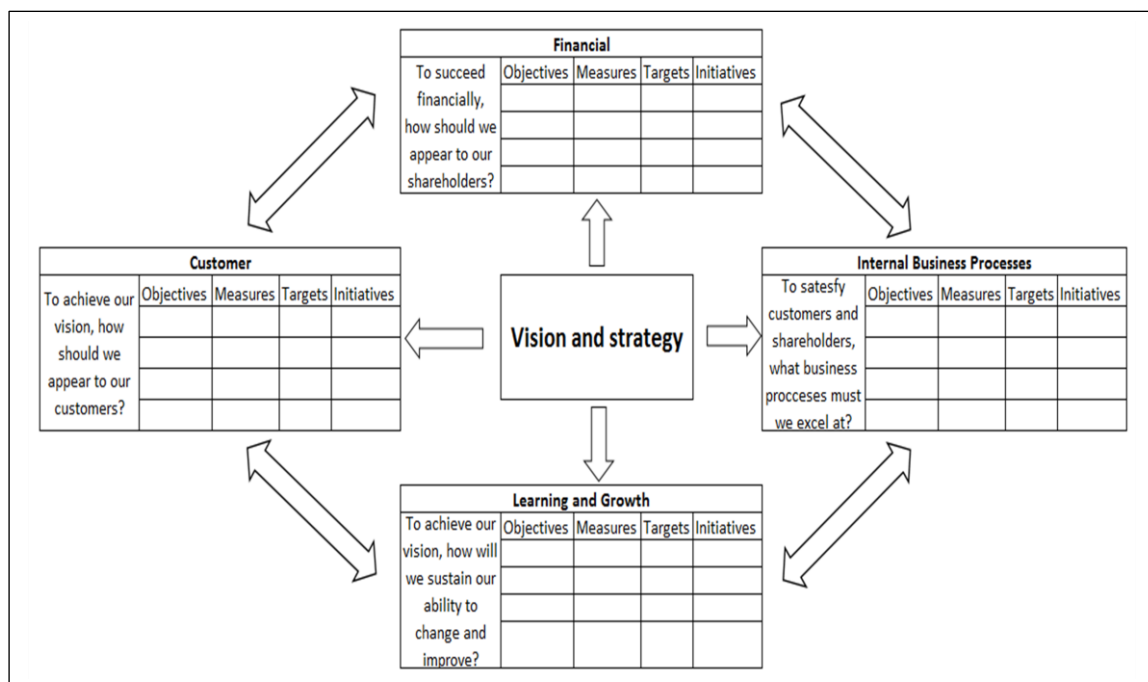 Financial
To succeed
financially,
how should we
appear to our
shareholders?
Objectives Measures Targets Initiatives
Customer
To achieve our
vision, how
should we
appear to our
customers?
Objectives Measures Targets Initiatives
Vision and strategy
Internal Business Processes
To satesfy
customers and
shareholders,
what business
procceses must
we excel at?
Objectives Measures Targets Initiatives
Learning and Growth
To achieve our
vision, how will
we sustain our
ability to
change and
improve?
Objectives Measures Targets Initiatives